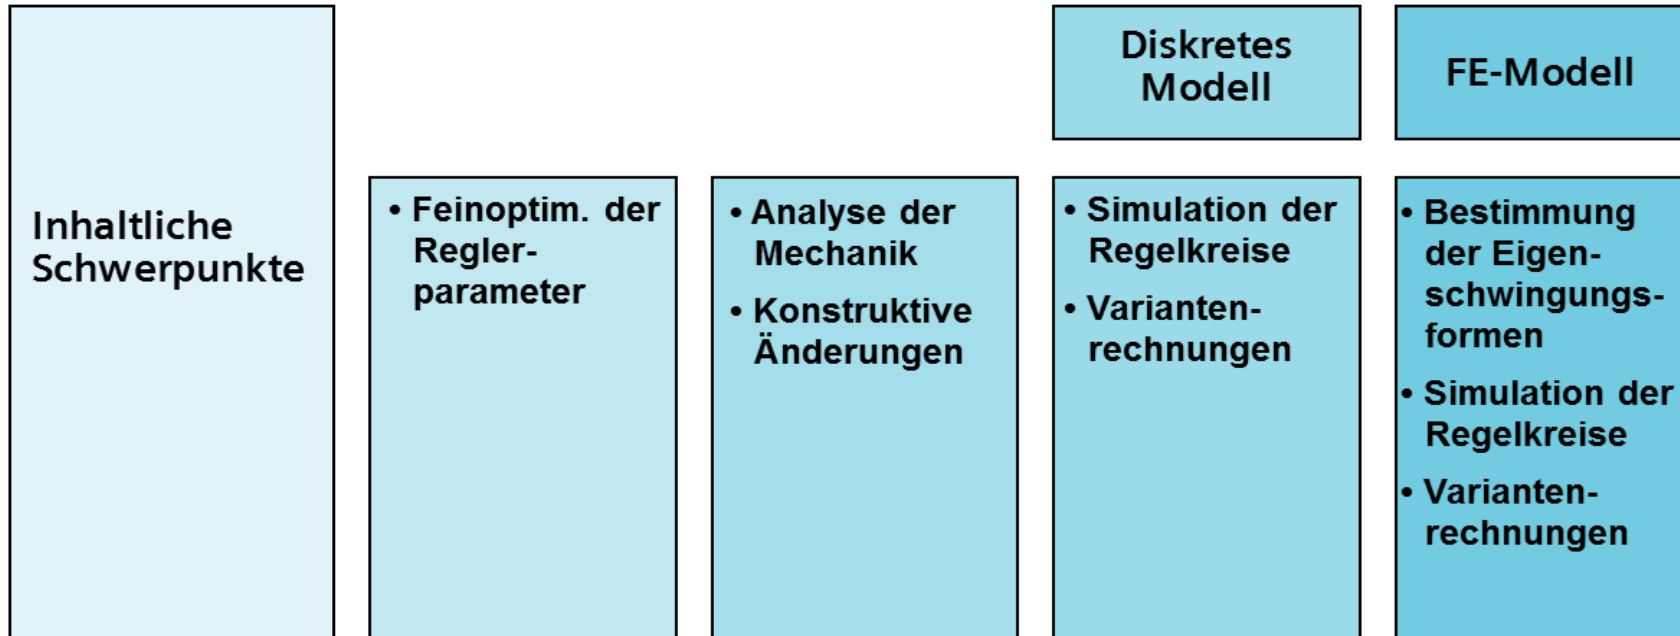 Diskretes
Modell
FE-Modell
Inhaltliche
Schwerpunkte
• Feinoptim. der
Regler-
parameter
• Analyse der
Mechanik
• Konstruktive
Änderungen
• Simulation der
Regelkreise
• Varianten-
rechnungen
• Bestimmung
der Eigen-
schwingungs-
formen
• Simulation der
Regelkreise
• Varianten-
rechnungen